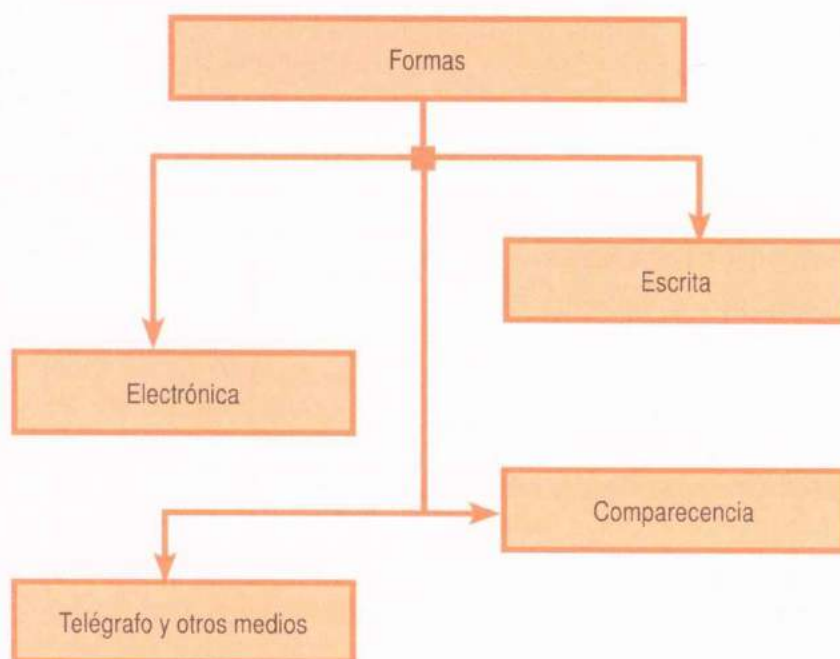 Formas
Escrita
Electrónica
Comparecencia
Telégrafo y otros medios